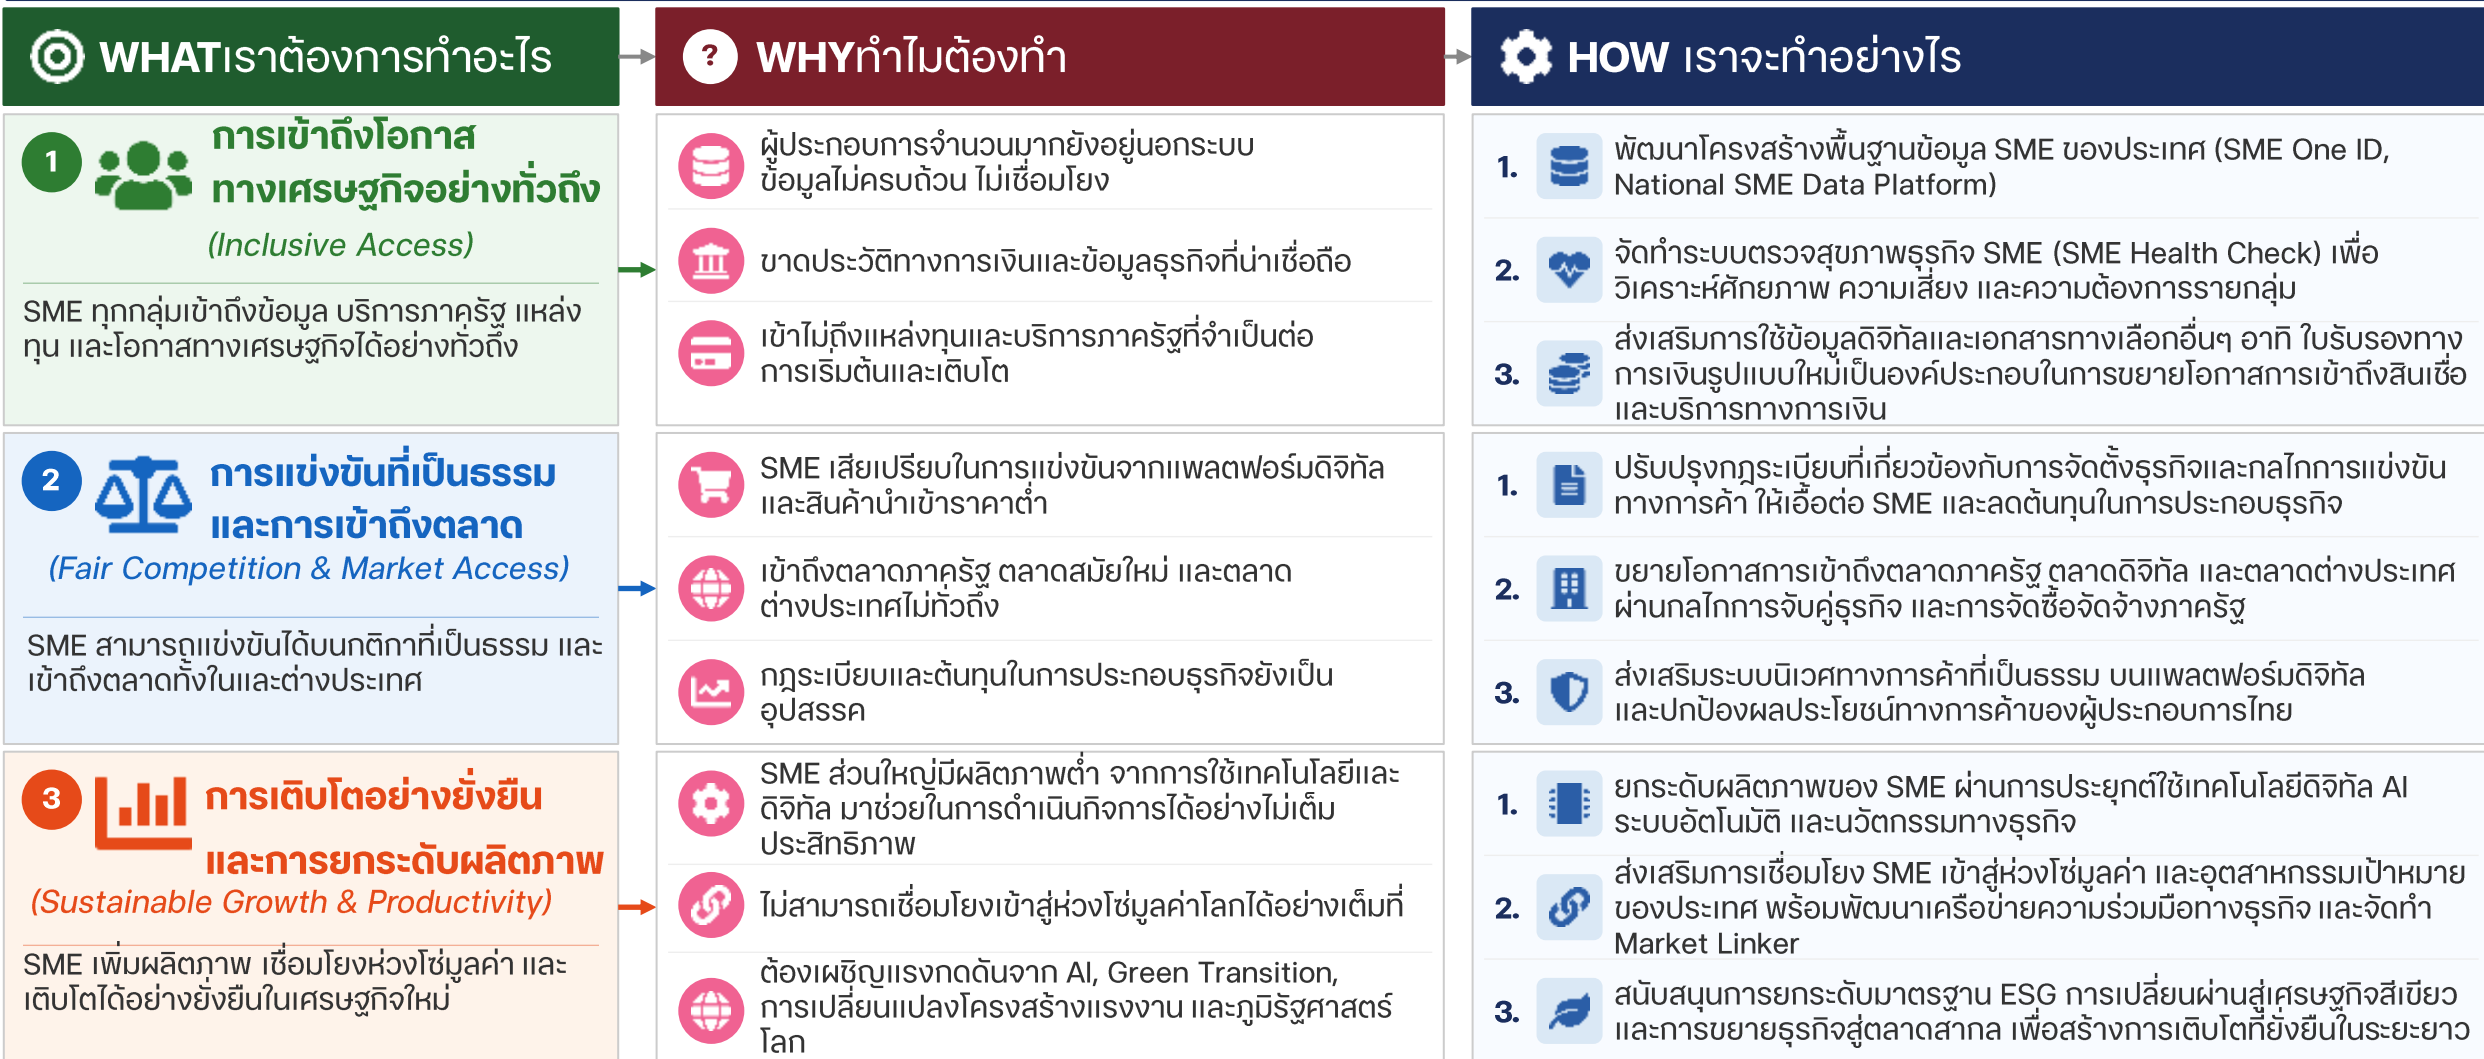 WHATเราต้องการทำอะไร
?
WHYทำไมต้องทำ
HOW เราจะทำอย่างไร
1
การเข้าถึงโอกาส
ทางเศรษฐกิจอย่างทั่วถึง
(Inclusive Access)
SME ทุกกลุ่มเข้าถึงข้อมูล บริการภาครัฐ แหล่ง
ทุน และโอกาสทางเศรษฐกิจได้อย่างทั่วถึง
ผู้ประกอบการจำนวนมากยังอยู่นอกระบบ
ข้อมูลไม่ครบถ้วน ไม่เชื่อมโยง
ขาดประวัติทางการเงินและข้อมูลธุรกิจที่น่าเชื่อถือ
เข้าไม่ถึงแหล่งทุนและบริการภาครัฐที่จำเป็นต่อ
การเริ่มต้นและเติบโต
1. พัฒนาโครงสร้างพื้นฐานข้อมูล SME ของประเทศ (SME One ID,
National SME Data Platform)
2. จัดทำระบบตรวจสุขภาพธุรกิจ SME (SME Health Check) เพื่อ
วิเคราะห์ศักยภาพ ความเสี่ยง และความต้องการรายกลุ่ม
3. ส่งเสริมการใช้ข้อมูลดิจิทัลและเอกสารทางเลือกอื่นๆ อาทิ ใบรับรองทาง
การเงินรูปแบบใหม่เป็นองค์ประกอบในการขยายโอกาสการเข้าถึงสินเชื่อ
และบริการทางการเงิน
2
การแข่งขันที่เป็นธรรม
และการเข้าถึงตลาด
(Fair Competition & Market Access)
SME สามารถแข่งขันได้บนกติกาที่เป็นธรรม และ
เข้าถึงตลาดทั้งในและต่างประเทศ
SME เสียเปรียบในการแข่งขันจากแพลตฟอร์มดิจิทัล
และสินค้านำเข้าราคาต่ำ
เข้าถึงตลาดภาครัฐ ตลาดสมัยใหม่ และตลาด
ต่างประเทศไม่ทั่วถึง
กฎระเบียบและต้นทุนในการประกอบธุรกิจยังเป็น
อุปสรรค
1. ปรับปรุงกฎระเบียบที่เกี่ยวข้องกับการจัดตั้งธุรกิจและกลไกการแข่งขัน
ทางการค้า ให้เอื้อต่อ SME และลดต้นทุนในการประกอบธุรกิจ
2. ขยายโอกาสการเข้าถึงตลาดภาครัฐ ตลาดดิจิทัล และตลาดต่างประเทศ
ผ่านกลไกการจับคู่ธุรกิจ และการจัดซื้อจัดจ้างภาครัฐ
3. ส่งเสริมระบบนิเวศทางการค้าที่เป็นธรรม บนแพลตฟอร์มดิจิทัล
และปกป้องผลประโยชน์ทางการค้าของผู้ประกอบการไทย
3
การเติบโตอย่างยั่งยืน
และการยกระดับผลิตภาพ
(Sustainable Growth & Productivity)
SME เพิ่มผลิตภาพ เชื่อมโยงห่วงโซ่มูลค่า และ
เติบโตได้อย่างยั่งยืนในเศรษฐกิจใหม่
SME ส่วนใหญ่มีผลิตภาพต่ำ จากการใช้เทคโนโลยีและ
ดิจิทัล มาช่วยในการดำเนินกิจการได้อย่างไม่เต็ม
ประสิทธิภาพ
ไม่สามารถเชื่อมโยงเข้าสู่ห่วงโซ่มูลค่าโลกได้อย่างเต็มที่
ต้องเผชิญแรงกดดันจาก AI, Green Transition,
การเปลี่ยนแปลงโครงสร้างแรงงาน และภูมิรัฐศาสตร์
โลก
1. ยกระดับผลิตภาพของ SME ผ่านการประยุกต์ใช้เทคโนโลยีดิจิทัล AI
ระบบอัตโนมัติ และนวัตกรรมทางธุรกิจ
2. ส่งเสริมการเชื่อมโยง SME เข้าสู่ห่วงโซ่มูลค่า และอุตสาหกรรมเป้าหมาย
ของประเทศ พร้อมพัฒนาเครือข่ายความร่วมมือทางธุรกิจ และจัดทำ
Market Linker
3. สนับสนุนการยกระดับมาตรฐาน ESG การเปลี่ยนผ่านสู่เศรษฐกิจสีเขียว
และการขยายธุรกิจสู่ตลาดสากล เพื่อสร้างการเติบโตที่ยั่งยืนในระยะยาว